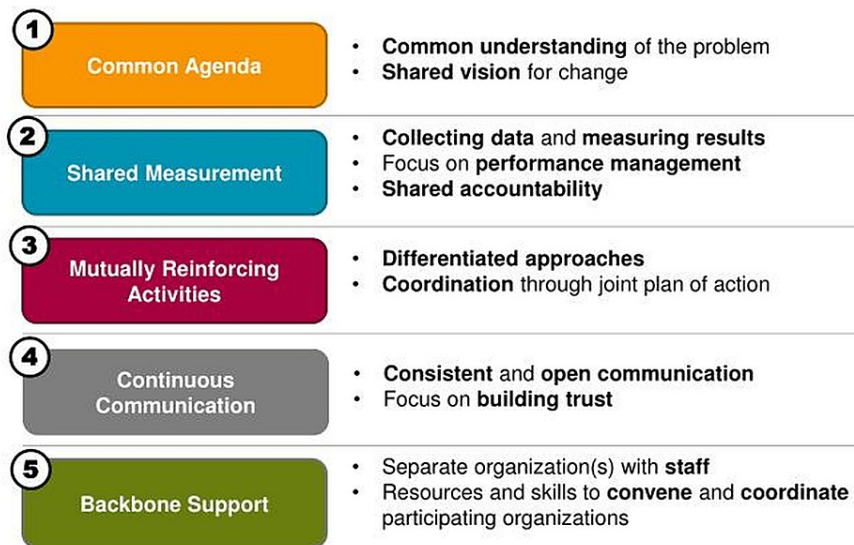 1
Common Agenda
• Common understanding of the problem
• Shared vision for change
2
Shared Measurement
• Collecting data and measuring results
• Focus on performance management
• Shared accountability
3
Mutually Reinforcing
Activities
• Differentiated approaches
• Coordination through joint plan of action
4
Continuous
Communication
• Consistent and open communication
• Focus on building trust
5
Backbone Support
• Separate organization(s) with staff
• Resources and skills to convene and coordinate
participating organizations